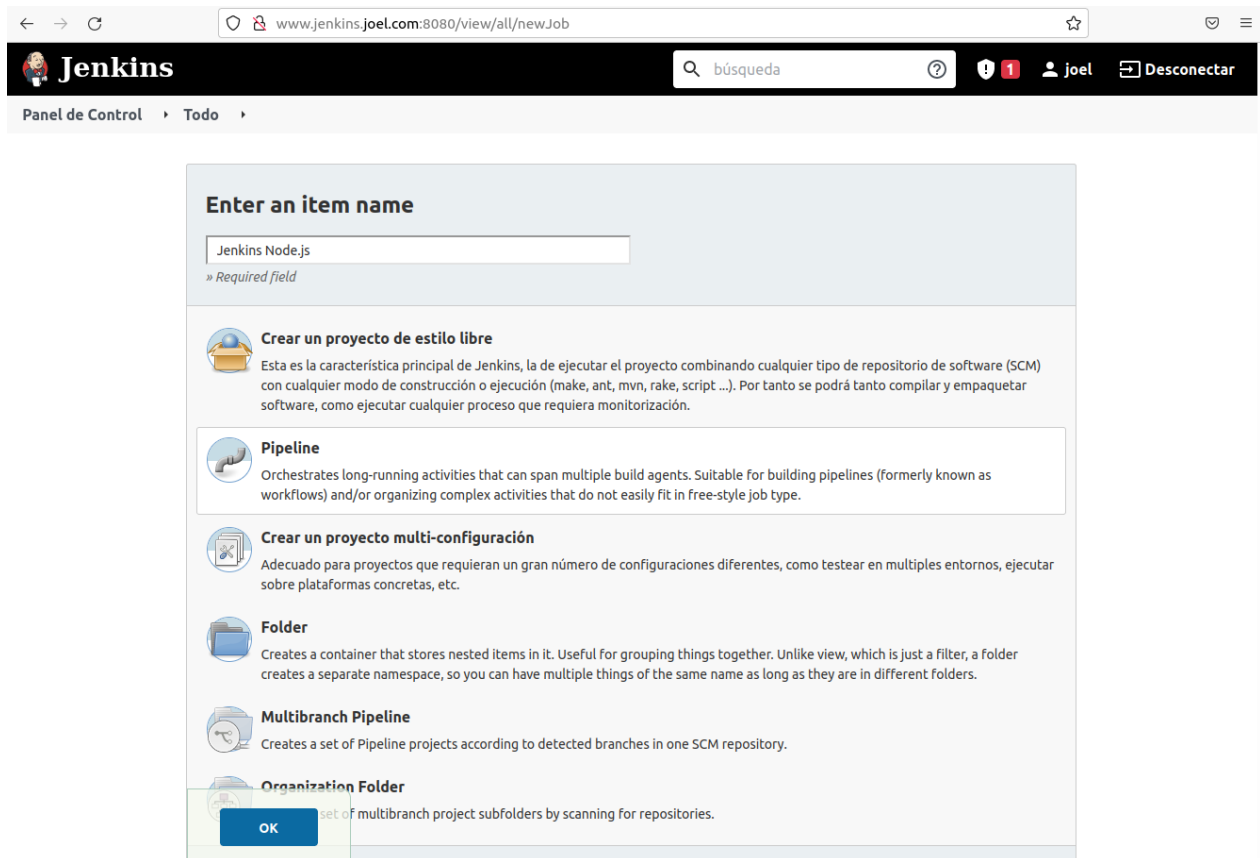 www.jenkins.joel.com:8080/view/all/newJob
Jenkins
búsqueda
1
joel
Desconectar
Panel de Control
Todo
Enter an item name
Jenkins Node.js
» Required field
Crear un proyecto de estilo libre
Esta es la característica principal de Jenkins, la de ejecutar el proyecto combinando cualquier tipo de repositorio de software (SCM)
con cualquier modo de construcción o ejecución (make, ant, mvn, rake, script ...). Por tanto se podrá tanto compilar y empaquetar
software, como ejecutar cualquier proceso que requiera monitorización.
Pipeline
Orchestrates long-running activities that can span multiple build agents. Suitable for building pipelines (formerly known as
workflows) and/or organizing complex activities that do not easily fit in free-style job type.
Crear un proyecto multi-configuración
Adecuado para proyectos que requieran un gran número de configuraciones diferentes, como testear en multiples entornos, ejecutar
sobre plataformas concretas, etc.
Folder
Creates a container that stores nested items in it. Useful for grouping things together. Unlike view, which is just a filter, a folder
creates a separate namespace, so you can have multiple things of the same name as long as they are in different folders.
Multibranch Pipeline
Creates a set of Pipeline projects according to detected branches in one SCM repository.
Organization Folder
set of multibranch project subfolders by scanning for repositories.
OK